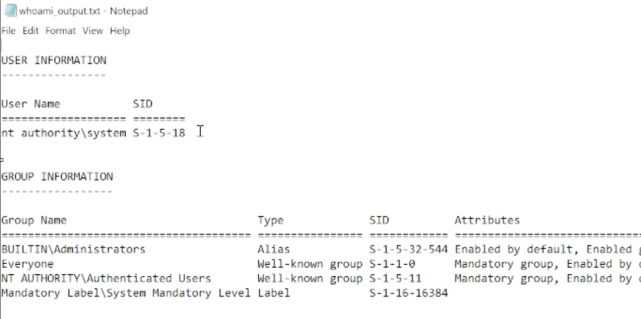 whoami_output.txt - Notepad
File Edit Format View Help
USER INFORMATION
----------------
User Name SID
=================== ========
nt authority\system S-1-5-18
GROUP INFORMATION
-----------------
Group Name Type SID Attributes
====================================== ================ ============ ===============================
BUILTIN\Administrators Alias S-1-5-32-544 Enabled by default, Enabled
Everyone Well-known group S-1-1-0 Mandatory group, Enabled by
NT AUTHORITY\Authenticated Users Well-known group S-1-5-11 Mandatory group, Enabled by
Mandatory Label\System Mandatory Level Label S-1-16-16384